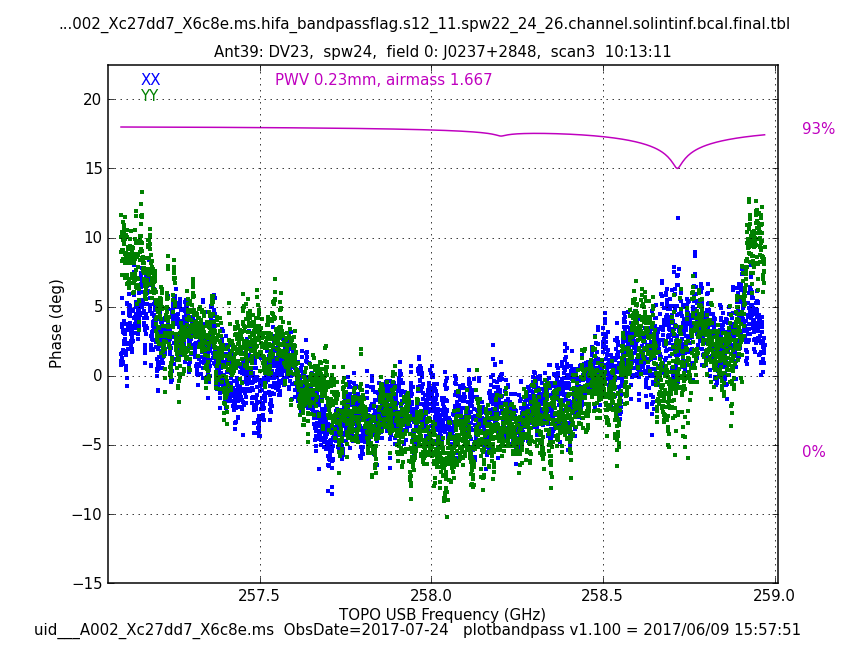 ...002_Xc27dd7_X6c8e.ms.hifa_bandpassflag.s12_11.spw22_24_26.channel.solintinf.bcal.final.tbl
Ant39: DV23, spw24, field 0: J0237+2848, scan3 10:13:11
XX
PWV 0.23mm, airmass 1.667
YY
20
93%
15
10
5
Phase (deg)
0
−5
0%
−10
−15
257.5 258.0 258.5 259.0
TOPO USB Frequency (GHz)
uid___A002_Xc27dd7_X6c8e.ms ObsDate=2017-07-24 plotbandpass v1.100 = 2017/06/09 15:57:51